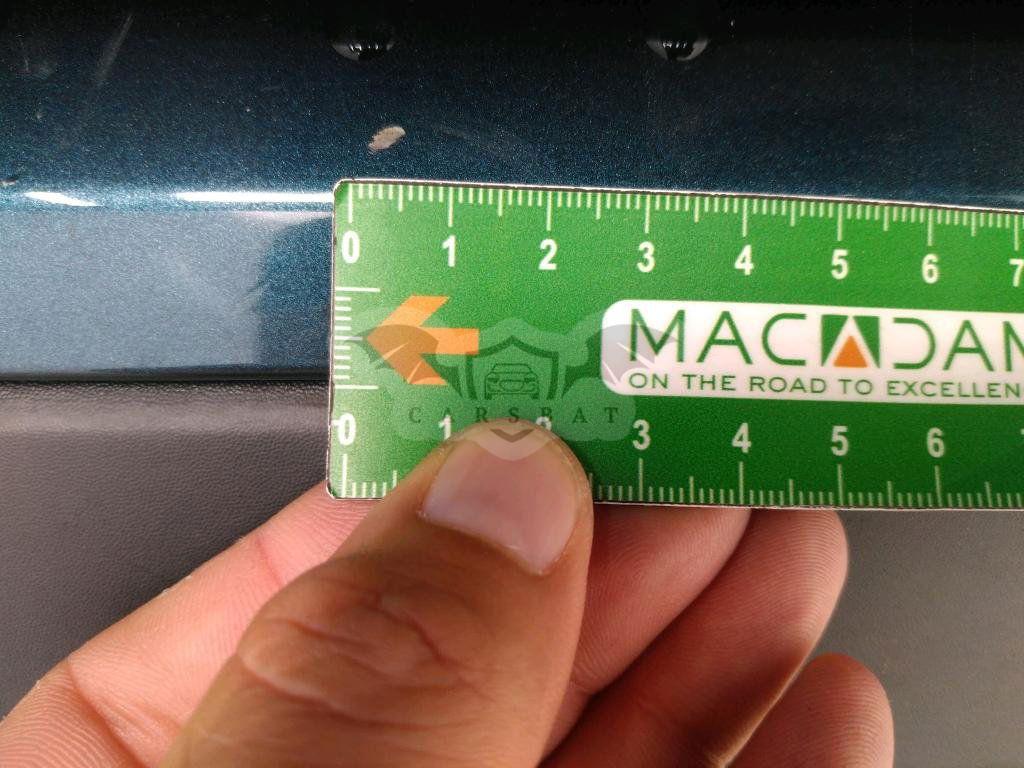 0 1 2 3 4 5 6 7
MACADAM
ON THE ROAD TO EXCELLEN
CARSBAT
0 1 2 3 4 5 6